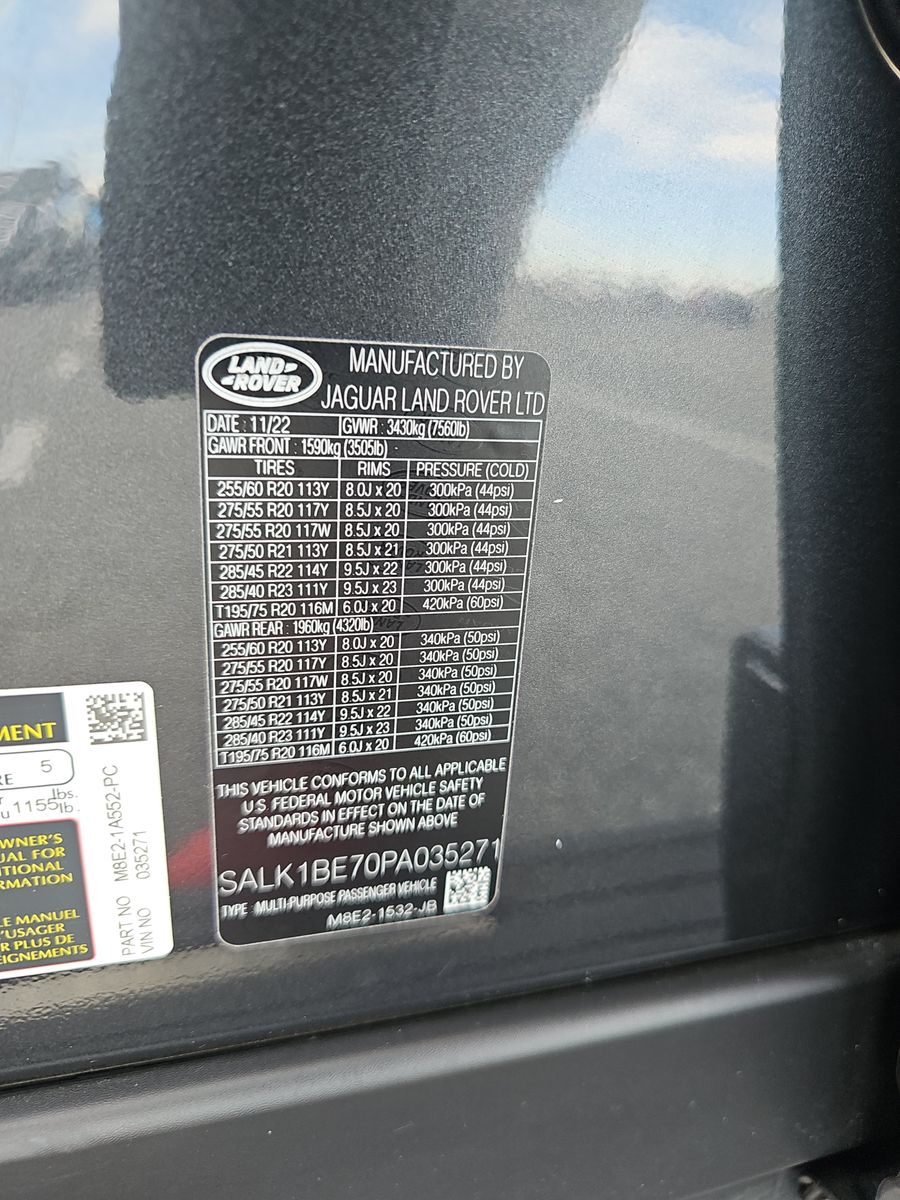 LAND-
-ROVER
MANUFACTURED BY
JAGUAR LAND ROVER LTD
DATE : 11/22 GVWR : 3430kg (7560lb)
GAWR FRONT : 1590kg (3505lb)
TIRES RIMS PRESSURE (COLD)
255/60 R20 113Y 8.0J x 20 300kPa (44psi)
275/55 R20 117Y 8.5J x 20 300kPa (44psi)
275/55 R20 117W 8.5J x 20 300kPa (44psi)
275/50 R21 113Y 8.5J x 21 300kPa (44psi)
285/45 R22 114Y 9.5J x 22 300kPa (44psi)
285/40 R23 111Y 9.5J x 23 300kPa (44psi)
T195/75 R20 116M 6.0J x 20 420kPa (60psi)
GAWR REAR : 1960kg (4320lb)
255/60 R20 113Y 8.0J x 20 340kPa (50psi)
275/55 R20 117Y 8.5J x 20 340kPa (50psi)
275/55 R20 117W 8.5J x 20 340kPa (50psi)
275/50 R21 113Y 8.5J x 21 340kPa (50psi)
285/45 R22 114Y 9.5J x 22 340kPa (50psi)
285/40 R23 111Y 9.5J x 23 340kPa (50psi)
T195/75 R20 116M 6.0J x 20 420kPa (60psi)
THIS VEHICLE CONFORMS TO ALL APPLICABLE
U.S. FEDERAL MOTOR VEHICLE SAFETY
STANDARDS IN EFFECT ON THE DATE OF
MANUFACTURE SHOWN ABOVE
SALK1BE70PA035271
TYPE : MULTI-PURPOSE PASSENGER VEHICLE
M8E2-1532-JB
MENT
RE 5
u 1155 lbs.
lb.
WNER'S
UAL FOR
ITIONAL
RMATION
LE MANUEL
'USAGER
R PLUS DE
EIGNEMENTS
PART NO M8E2-1A552-PC
VIN NO 035271